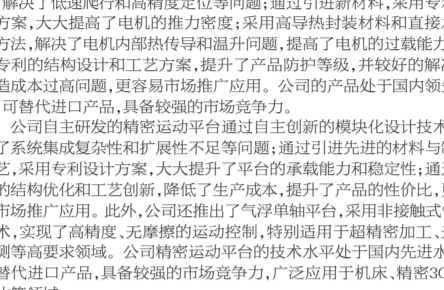 解决了低速爬行和高精度定位等问题；通过引进新材料，采用专利
方案，大大提高了电机的推力密度；采用高导热封装材料和直接冷
方法，解决了电机内部热传导和温升问题，提高了电机的过载能力
专利的结构设计和工艺方案，提升了产品防护等级，并较好的解决
造成本过高问题，更容易市场推广应用。公司的产品处于国内领先
可替代进口产品，具备较强的市场竞争力。
公司自主研发的精密运动平台通过自主创新的模块化设计技术
了系统集成复杂性和扩展性不足等问题；通过引进先进的材料与制
艺，采用专利设计方案，大大提升了平台的承载能力和稳定性；通过
的结构优化和工艺创新，降低了生产成本，提升了产品的性价比，更
市场推广应用。此外，公司还推出了气浮单轴平台，采用非接触式气
术，实现了高精度、无摩擦的运动控制，特别适用于超精密加工、光
测等高要求领域。公司精密运动平台的技术水平处于国内先进水
替代进口产品，具备较强的市场竞争力，广泛应用于机床、精密3C